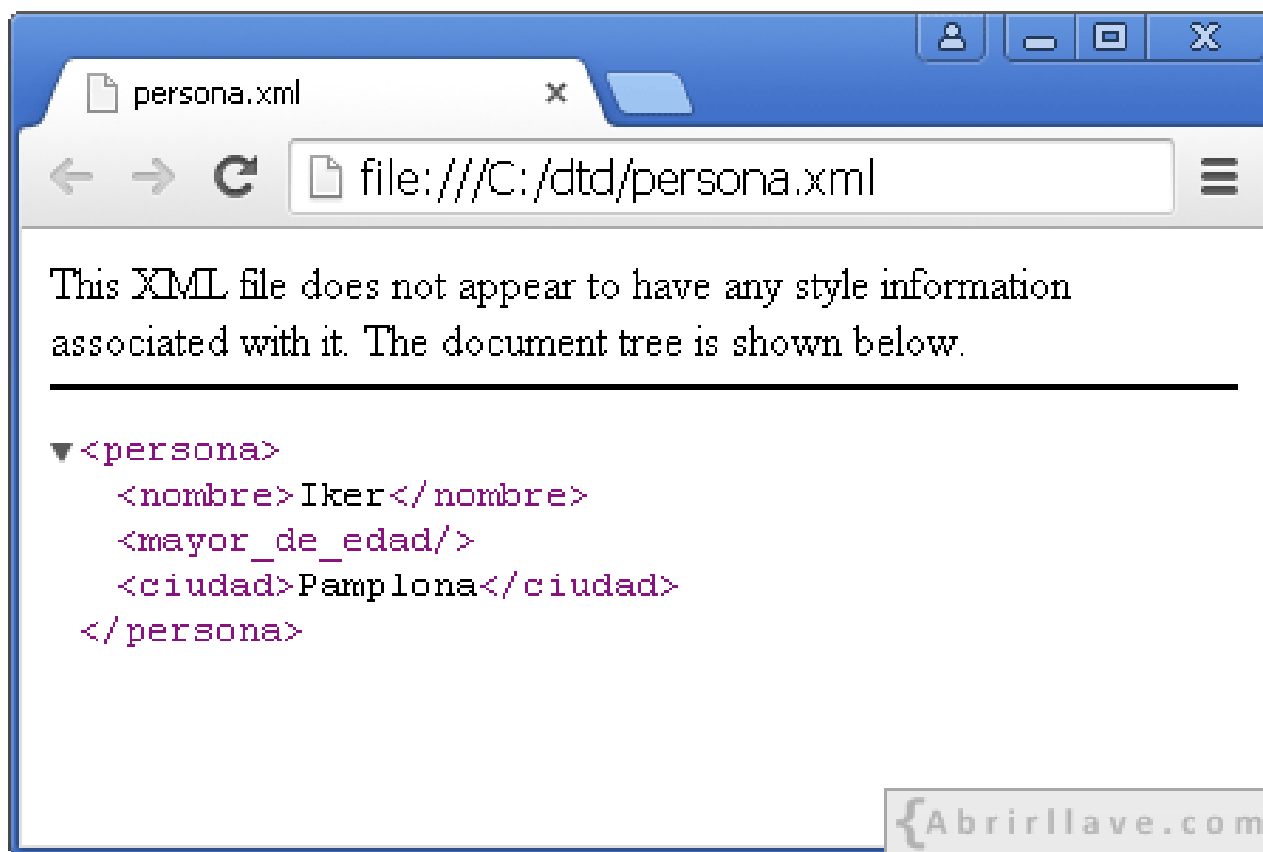 persona.xml
file:///C:/dtd/persona.xml
This XML file does not appear to have any style information
associated with it. The document tree is shown below.
<persona>
<nombre>Iker</nombre>
<mayor_de_edad/>
<ciudad>Pamplona</ciudad>
</persona>
{Abrirllave.com